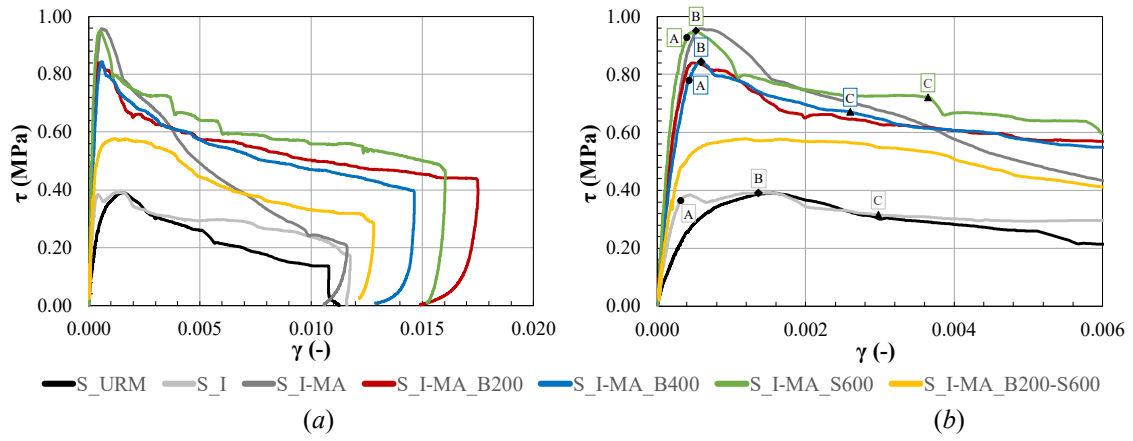 1.00
0.80
0.60
0.40
0.20
0.00
τ (MPa)
0.000 0.005 0.010 0.015 0.020
γ (-)
1.00
0.80
0.60
0.40
0.20
0.00
τ (MPa)
B
A
B
A
C
C
B
A
C
0.000 0.002 0.004 0.006
γ (-)
S_URM S_I S_I-MA S_I-MA_B200 S_I-MA_B400 S_I-MA_S600 S_I-MA_B200-S600
(a) (b)